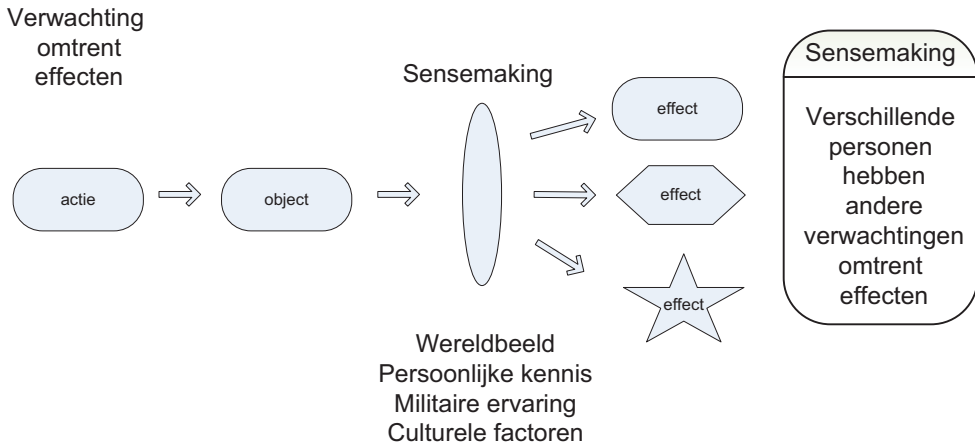 Verwachting
omtrent
effecten
Sensemaking
actie
object
effect
effect
effect
Wereldbeeld
Persoonlijke kennis
Militaire ervaring
Culturele factoren
Sensemaking
Verschillende
personen
hebben
andere
verwachtingen
omtrent
effecten